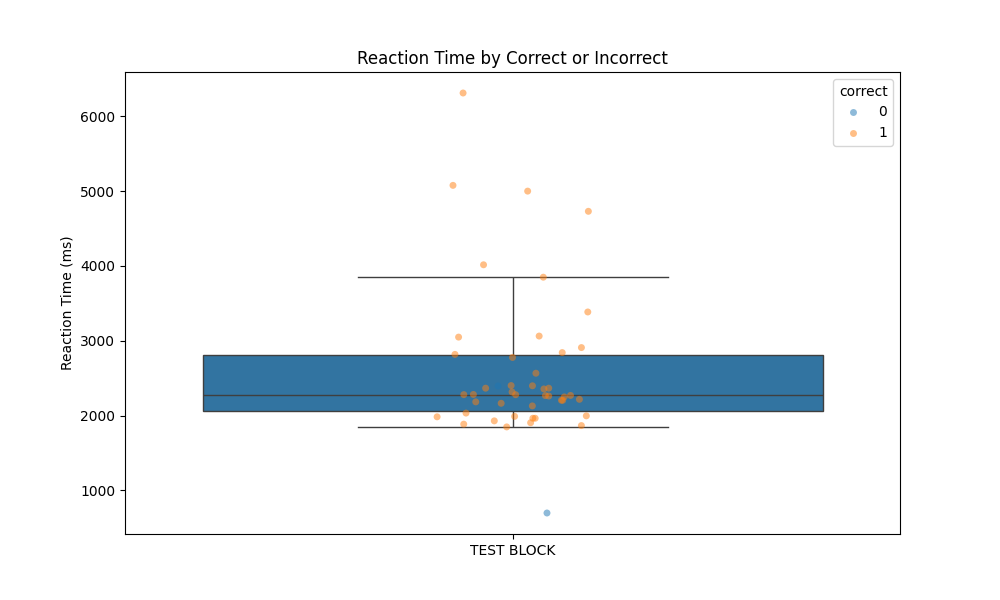 Reaction Time by Correct or Incorrect
correct
0
1
6000
5000
4000
3000
2000
1000
Reaction Time (ms)
TEST BLOCK